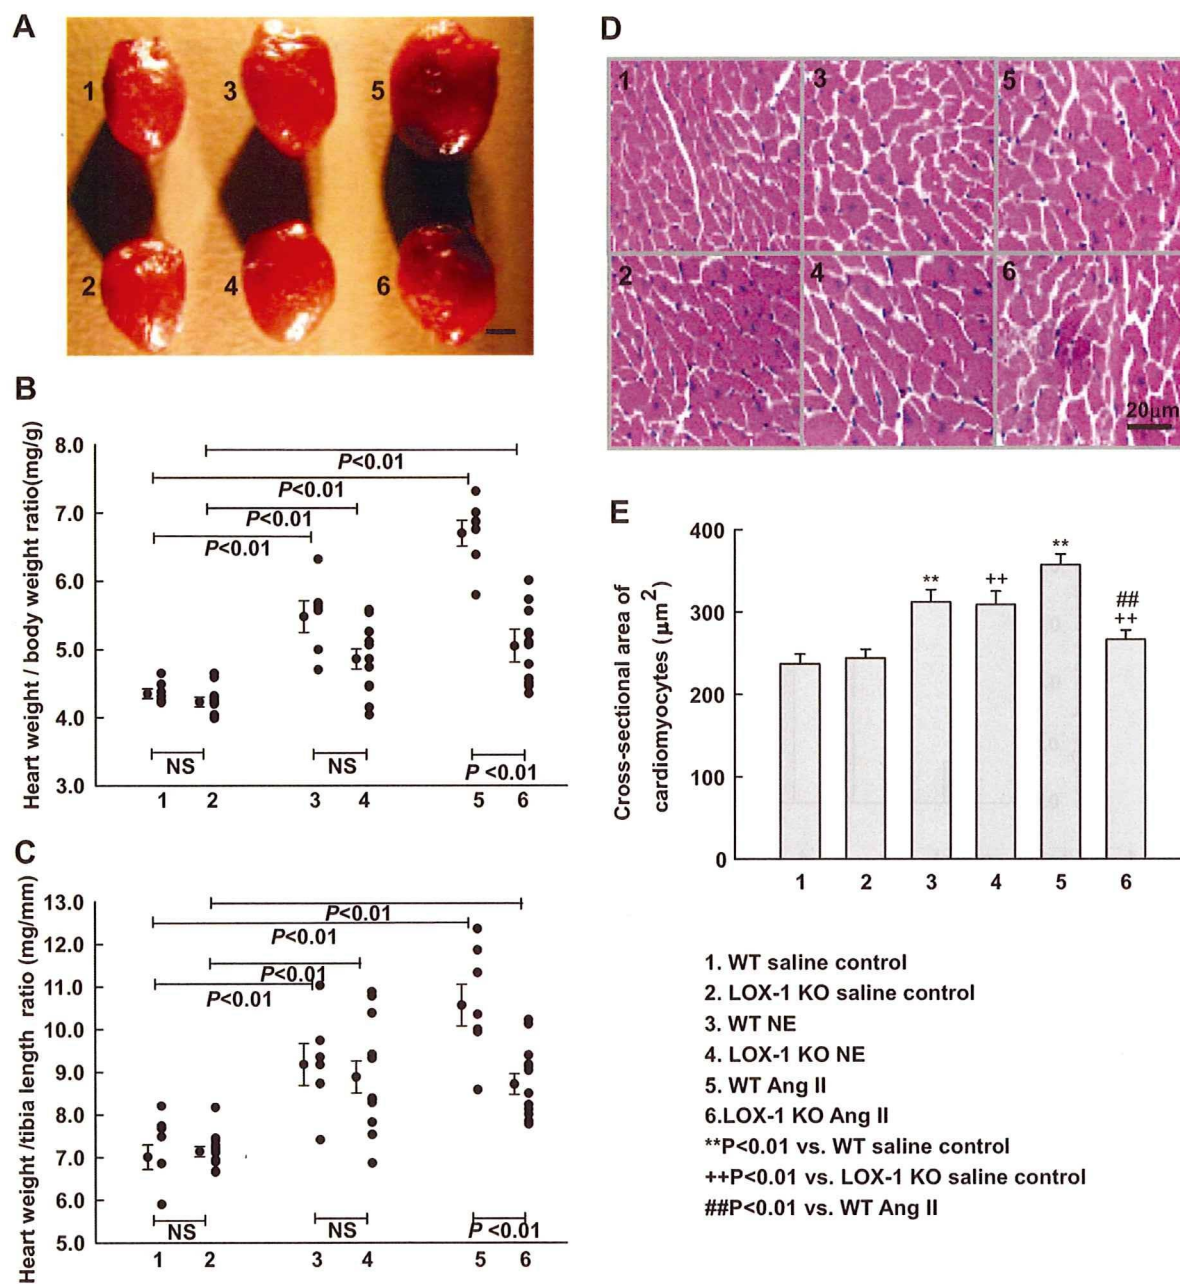 A
1
3
5
2
4
6
B
Heart weight / body weight ratio(mg/g)
8.0
7.0
6.0
5.0
4.0
3.0
P<0.01
P<0.01
P<0.01
P<0.01
NS
NS
P <0.01
1 2 3 4 5 6
C
Heart weight /tibia length ratio (mg/mm)
13.0
12.0
11.0
10.0
9.0
8.0
7.0
6.0
5.0
P<0.01
P<0.01
P<0.01
P<0.01
NS
NS
P <0.01
1 2 3 4 5 6
D
1
3
5
2
4
6
20μm
E
Cross-sectional area of
cardiomyocytes (μm²)
400
300
200
100
0
**
++
**
##
++
1 2 3 4 5 6
1. WT saline control
2. LOX-1 KO saline control
3. WT NE
4. LOX-1 KO NE
5. WT Ang II
6.LOX-1 KO Ang II
**P<0.01 vs. WT saline control
++P<0.01 vs. LOX-1 KO saline control
##P<0.01 vs. WT Ang II